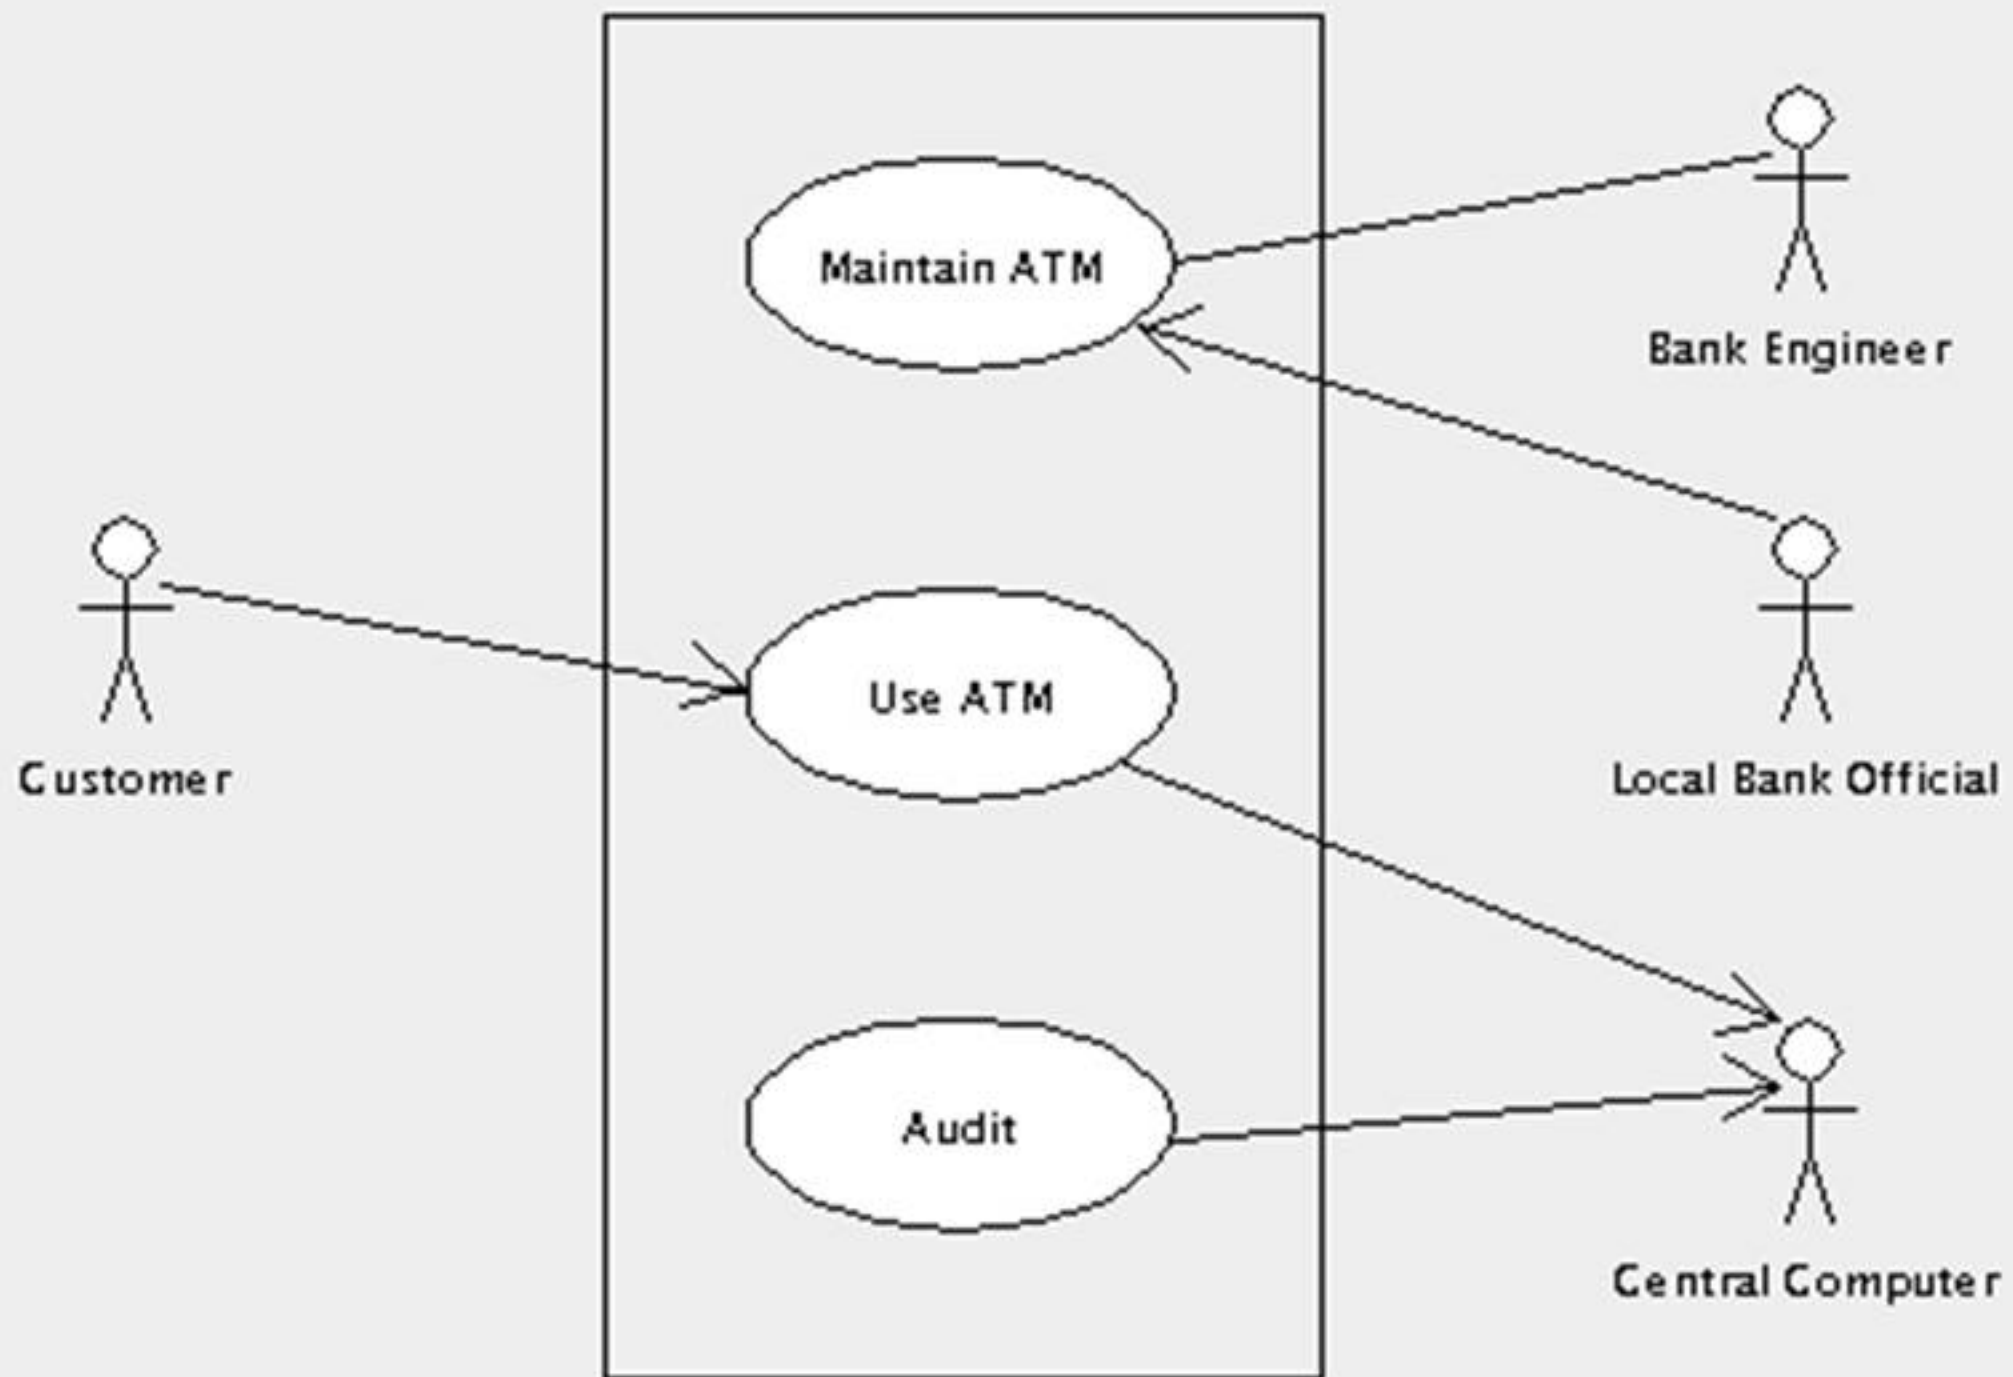 Maintain ATM
Bank Engineer
Use ATM
Customer
Local Bank Official
Audit
Central Computer